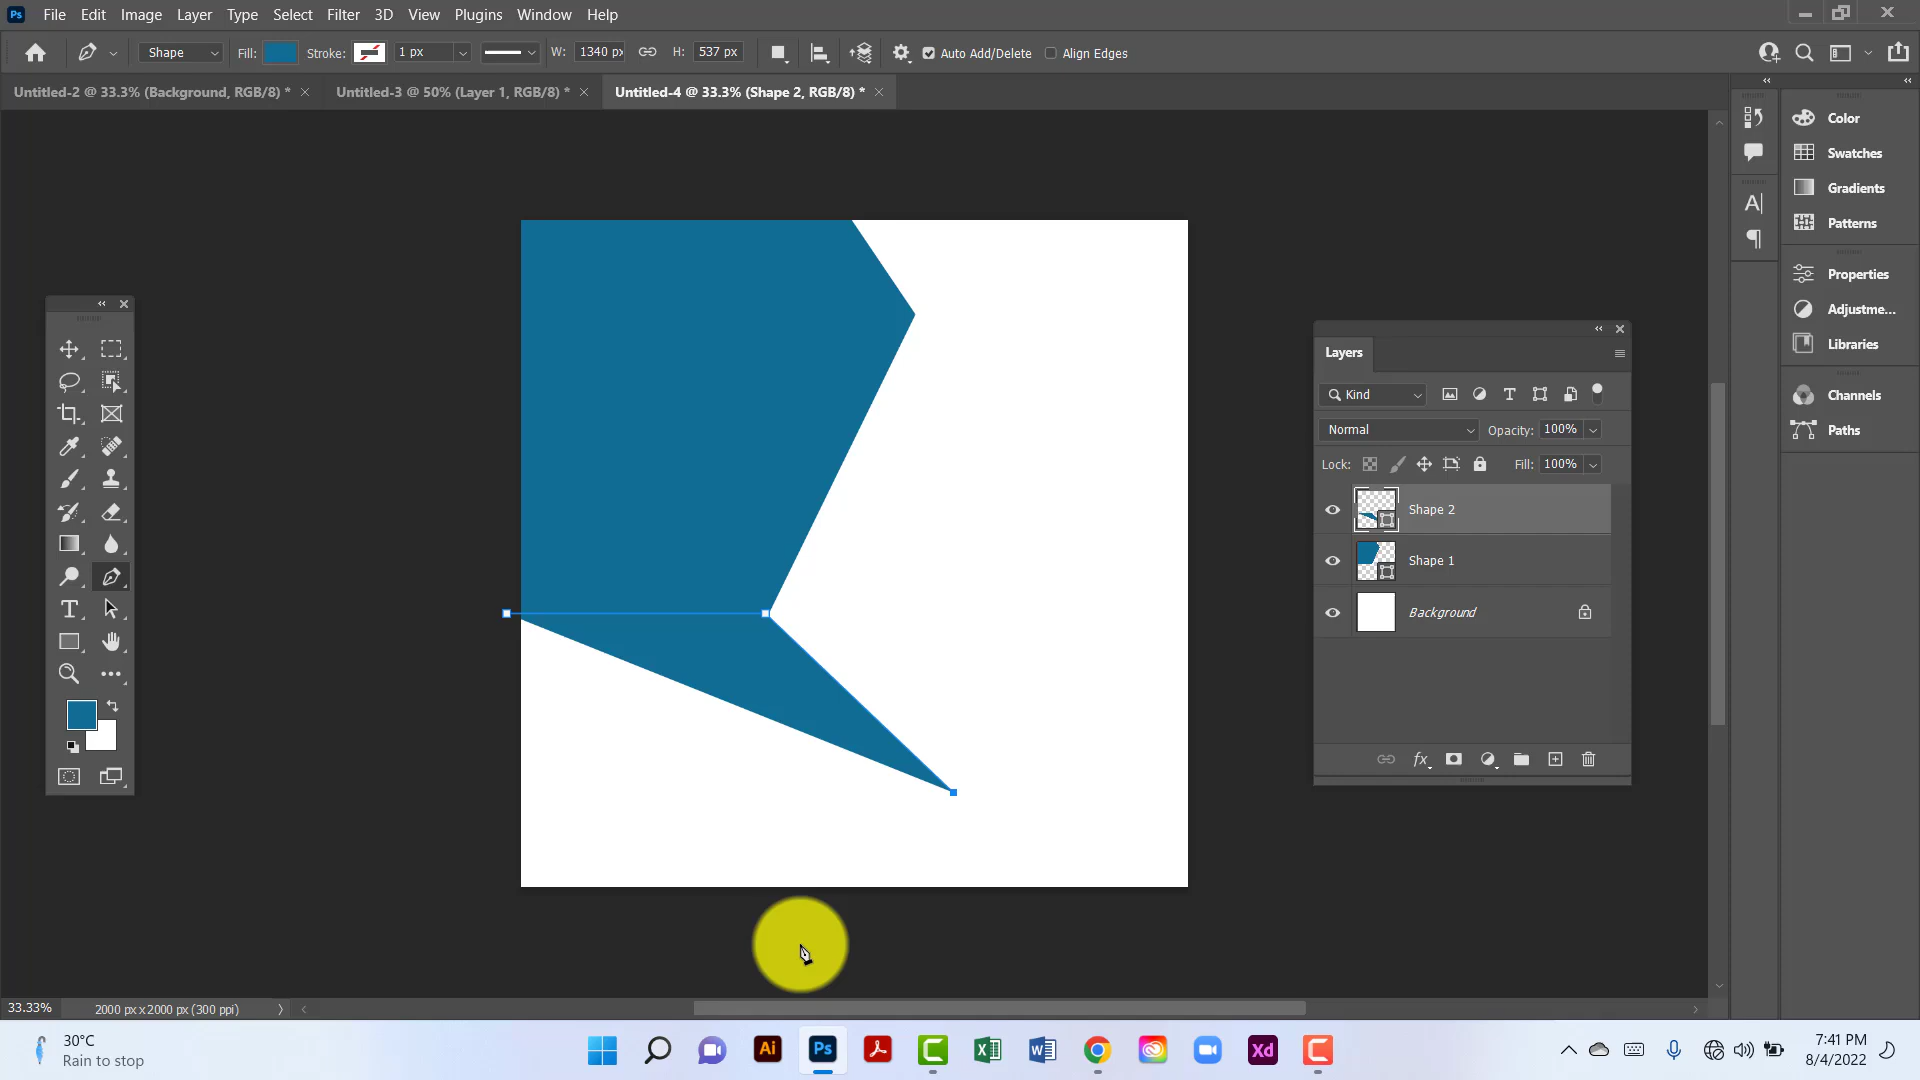 Ps File Edit Image Layer Type Select Filter 3D View Plugins Window Help
Shape Fill: Stroke: 1 px W: 1340 px H: 537 px Auto Add/Delete Align Edges
Untitled-2 @ 33.3% (Background, RGB/8) * Untitled-3 @ 50% (Layer 1, RGB/8) * Untitled-4 @ 33.3% (Shape 2, RGB/8) *
Color
Swatches
Gradients
Patterns
Properties
Adjustme...
Libraries
Channels
Paths
Layers
Kind
Normal Opacity: 100%
Lock: Fill: 100%
Shape 2
Shape 1
Background
33.33% 2000 px x 2000 px (300 ppi)
30°C
Rain to stop
Ai Ps Xd
7:41 PM
8/4/2022